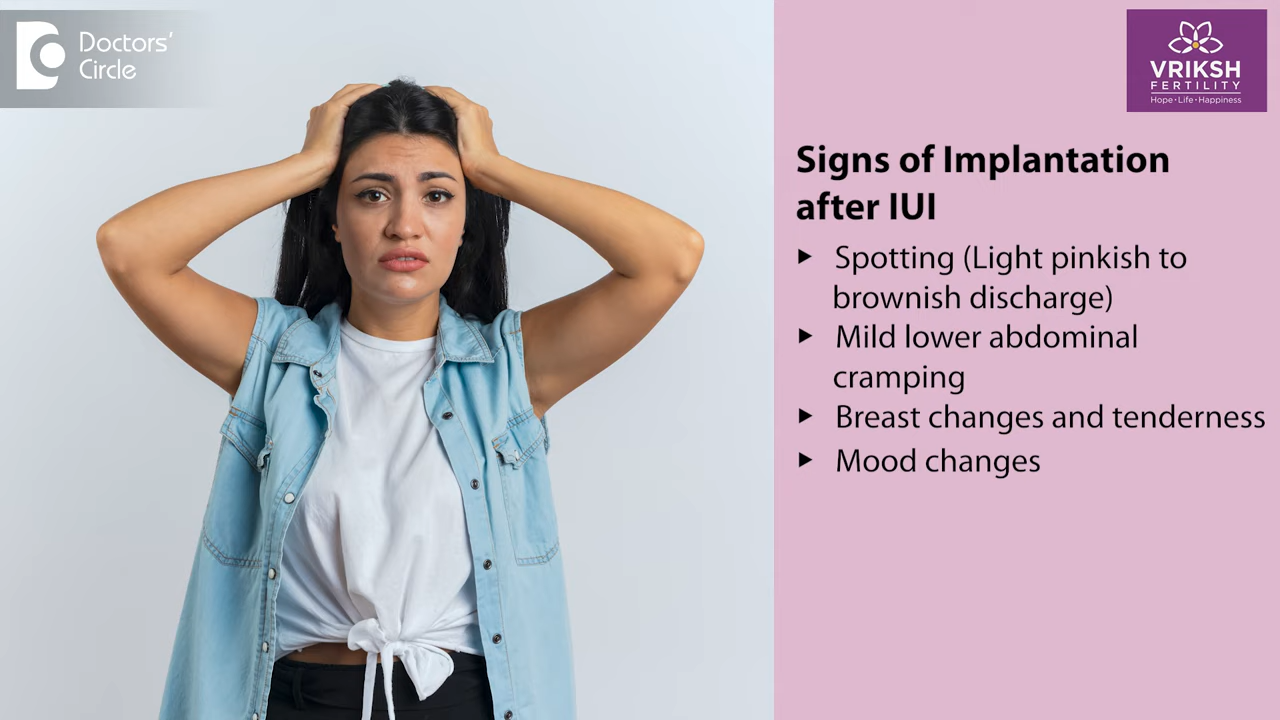 Doctors'
Circle
VRIKSH
FERTILITY
Hope • Life • Happiness
Signs of Implantation
after IUI
▶ Spotting (Light pinkish to
brownish discharge)
▶ Mild lower abdominal
cramping
▶ Breast changes and tenderness
▶ Mood changes